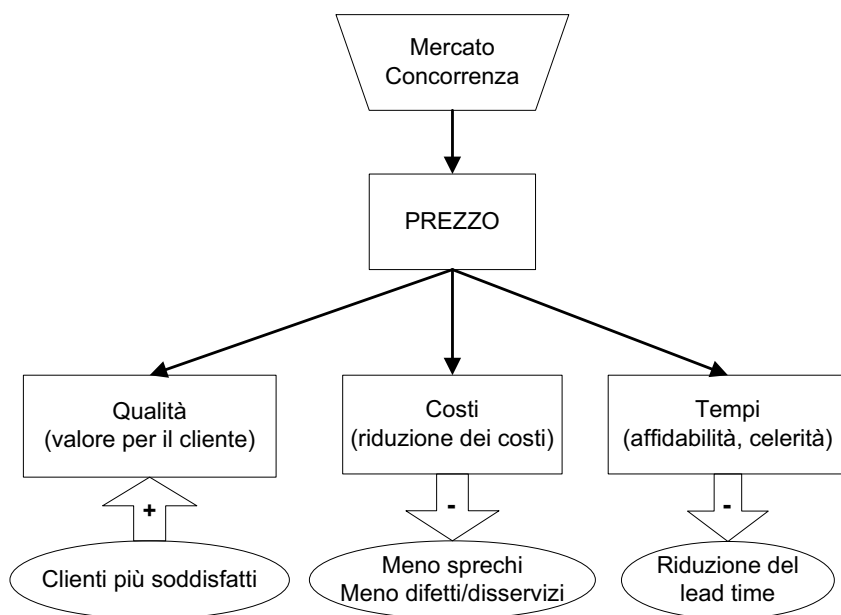 Mercato
Concorrenza
PREZZO
Qualità
(valore per il cliente)
Costi
(riduzione dei costi)
Tempi
(affidabilità, celerità)
+
-
-
Clienti più soddisfatti
Meno sprechi
Meno difetti/disservizi
Riduzione del
lead time